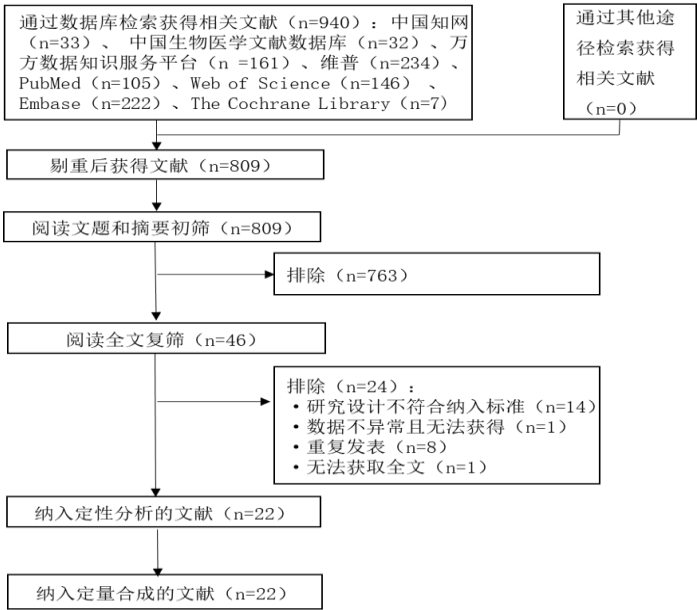 通过数据库检索获得相关文献（n=940）：中国知网
（n=33）、 中国生物医学文献数据库（n=32）、万
方数据知识服务平台（n =161）、维普（n=234）、
PubMed（n=105）、Web of Science（n=146） 、
Embase（n=222）、The Cochrane Library（n=7）
通过其他途
径检索获得
相关文献
（n=0）
剔重后获得文献（n=809）
阅读文题和摘要初筛（n=809）
排除（n=763）
阅读全文复筛（n=46）
排除（n=24）：
•研究设计不符合纳入标准（n=14）
•数据不异常且无法获得（n=1）
•重复发表（n=8）
•无法获取全文（n=1）
纳入定性分析的文献（n=22）
纳入定量合成的文献（n=22）